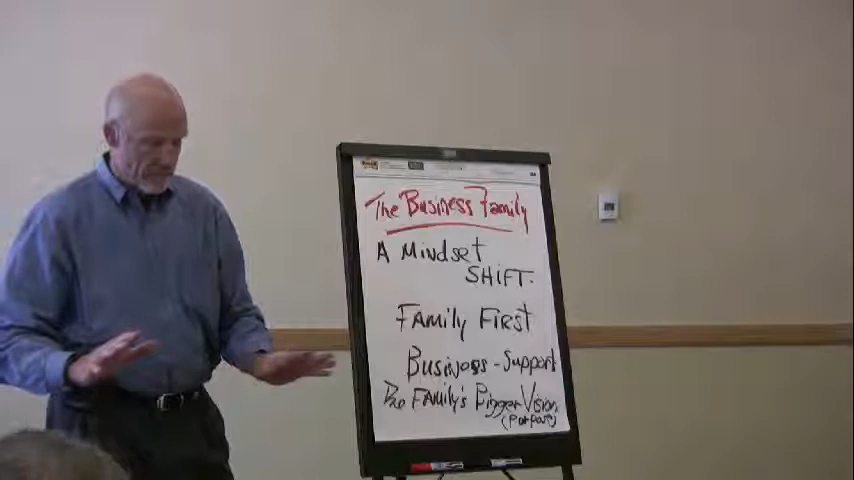 The Business Family
A Mindset
SHIFT.
Family First
Business - Support
The Family's Bigger Vision
(Purpose)